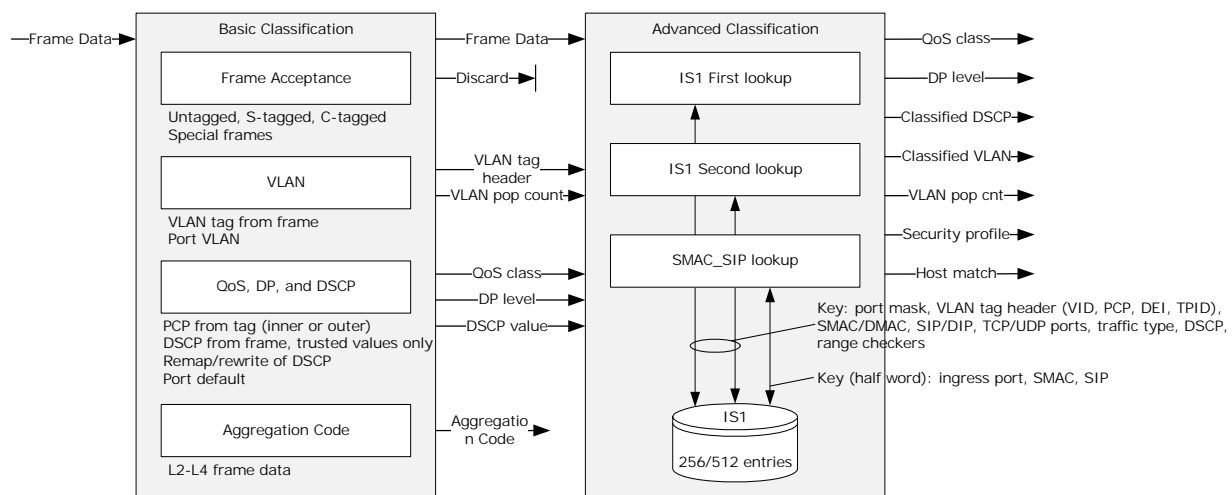 Basic Classification
Advanced Classification
Frame Data
Frame Data
QoS class
Frame Acceptance
Discard
IS1 First lookup
DP level
Untagged, S-tagged, C-tagged
Special frames
Classified DSCP
VLAN
VLAN tag
header
VLAN pop count
IS1 Second lookup
Classified VLAN
VLAN pop cnt
VLAN tag from frame
Port VLAN
Security profile
QoS, DP, and DSCP
QoS class
DP level
DSCP value
SMAC_SIP lookup
Host match
PCP from tag (inner or outer)
DSCP from frame, trusted values only
Remap/rewrite of DSCP
Port default
Key: port mask, VLAN tag header (VID, PCP, DEI, TPID),
SMAC/DMAC, SIP/DIP, TCP/UDP ports, traffic type, DSCP,
range checkers
Key (half word): ingress port, SMAC, SIP
Aggregation Code
Aggregatio
n Code
IS1
256/512 entries
L2-L4 frame data